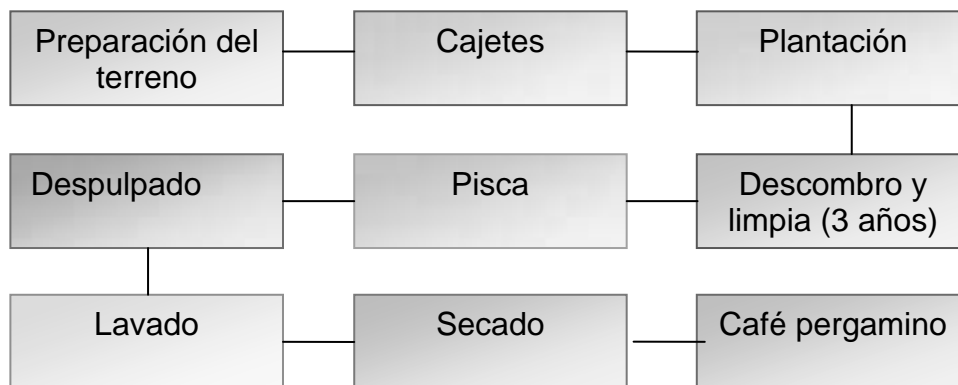 Preparación del
terreno
Cajetes
Plantación
Despulpado
Pisca
Descombro y
limpia (3 años)
Lavado
Secado
Café pergamino